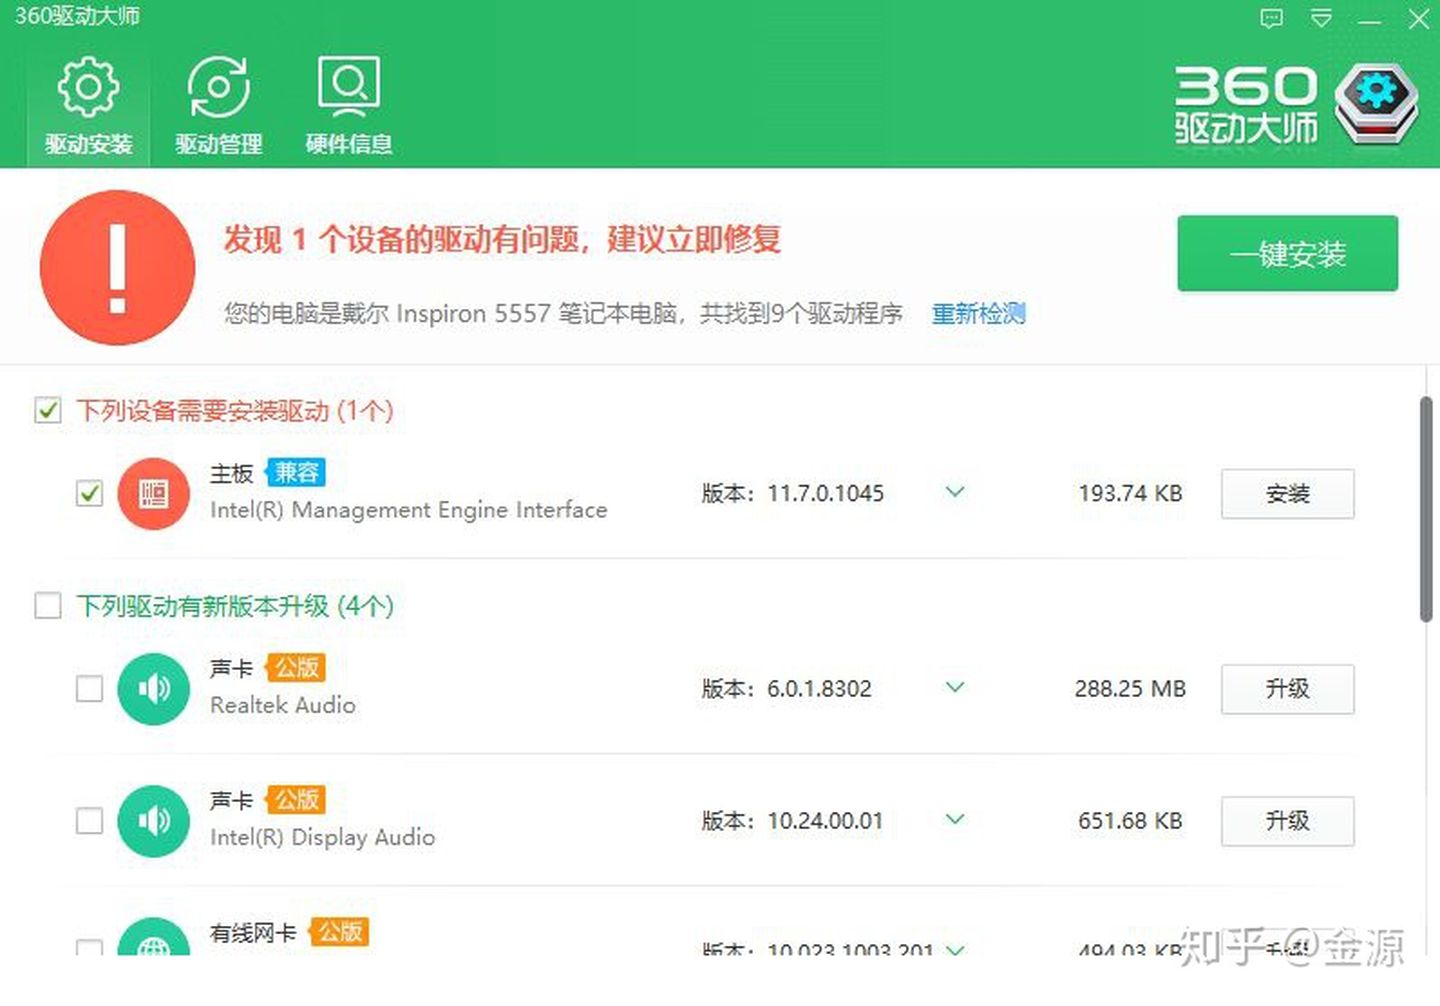 360驱动大师
驱动安装 驱动管理 硬件信息
360
驱动大师
发现 1 个设备的驱动有问题，建议立即修复
一键安装
您的电脑是戴尔 Inspiron 5557 笔记本电脑，共找到9个驱动程序 重新检测
下列设备需要安装驱动 (1个)
主板 兼容
Intel(R) Management Engine Interface
版本：11.7.0.1045 193.74 KB 安装
下列驱动有新版本升级 (4个)
声卡 公版
Realtek Audio
版本：6.0.1.8302 288.25 MB 升级
声卡 公版
Intel(R) Display Audio
版本：10.24.00.01 651.68 KB 升级
有线网卡 公版
版本：10.023.1003.201 494.03 KB 升级
知乎 @金源